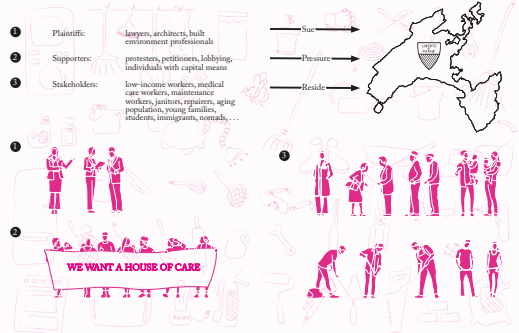 1 Plaintiffs: lawyers, architects, built
environment professionals
Sue
2 Supporters: protesters, petitioners, lobbying,
individuals with capital means
Pressure
3 Stakeholders: low-income workers, medical
care workers, maintenance
workers, janitors, repairers, aging
population, young families,
students, immigrants, nomads, . . .
Reside
1
3
2
WE WANT A HOUSE OF CARE